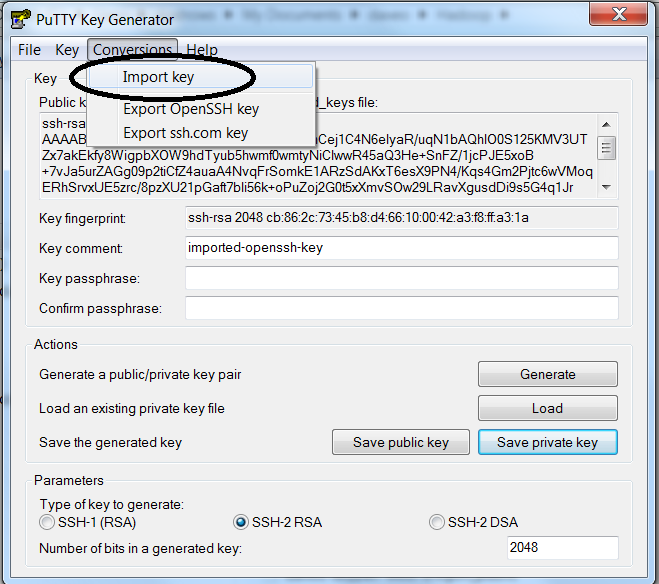 PuTTY Key Generator
File Key Conversions Help
Import key
Export OpenSSH key
Export ssh.com key
Key
Public k d_keys file:
ssh-rsa
AAAAB Cej1C4N6elyaR/uqN1bAQhlO0S125KMV3UT
Zx7akEkfy8WigpbXOW9hdTyub5hwmf0wmtyNiClwwR45aQ3He+SnFZ/1jcPJE5xoB
+7vJa5urZAGg09p2tiCfZ4auaA4NvqFrSomkE1ARzSdAKxT6esX9PN4/Kqs4Gm2Pjtc6wVMoq
ERhSrvxUE5zrc/8pzXU21pGaft7bli56k+oPuZoj2G0t5xXmvSOw29LRavXgusdDi9s5G4q1Jr
Key fingerprint: ssh-rsa 2048 cb:86:2c:73:45:b8:d4:66:10:00:42:a3:f8:ff:a3:1a
Key comment: imported-openssh-key
Key passphrase:
Confirm passphrase:
Actions
Generate a public/private key pair Generate
Load an existing private key file Load
Save the generated key Save public key Save private key
Parameters
Type of key to generate:
SSH-1 (RSA) SSH-2 RSA SSH-2 DSA
Number of bits in a generated key: 2048